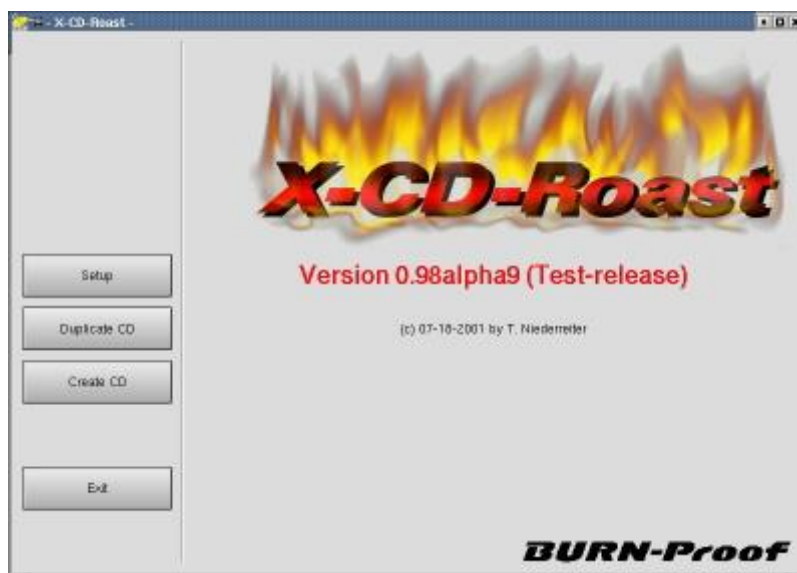 - X-CD-Roast -
X-CD-Roast
Version 0.98alpha9 (Test-release)
(c) 07-18-2001 by T. Niederreiter
Setup
Duplicate CD
Create CD
Exit
BURN-Proof